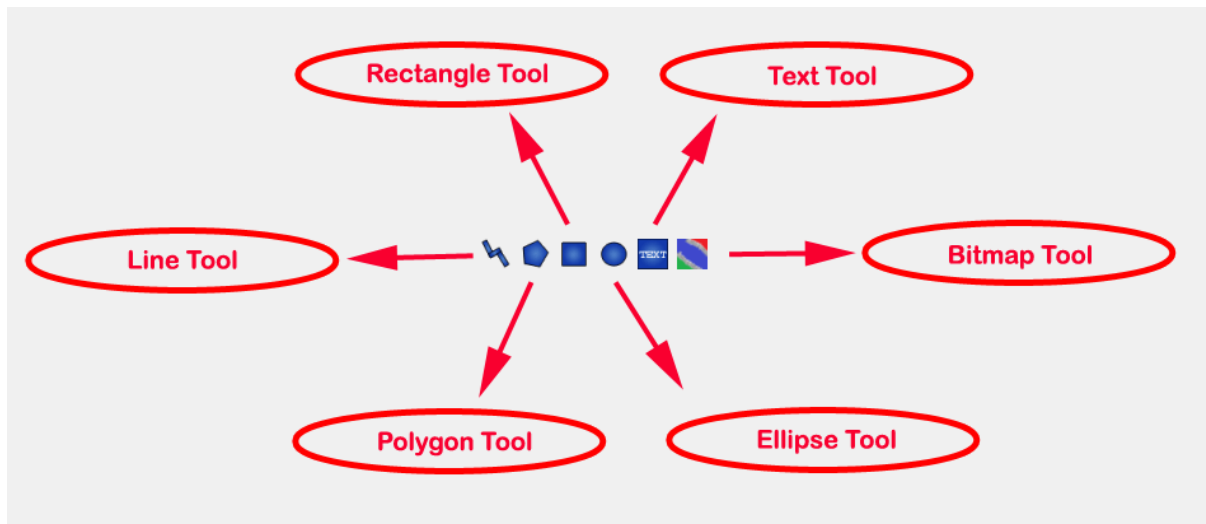 Rectangle Tool
Text Tool
Line Tool
TEXT
Bitmap Tool
Polygon Tool
Ellipse Tool